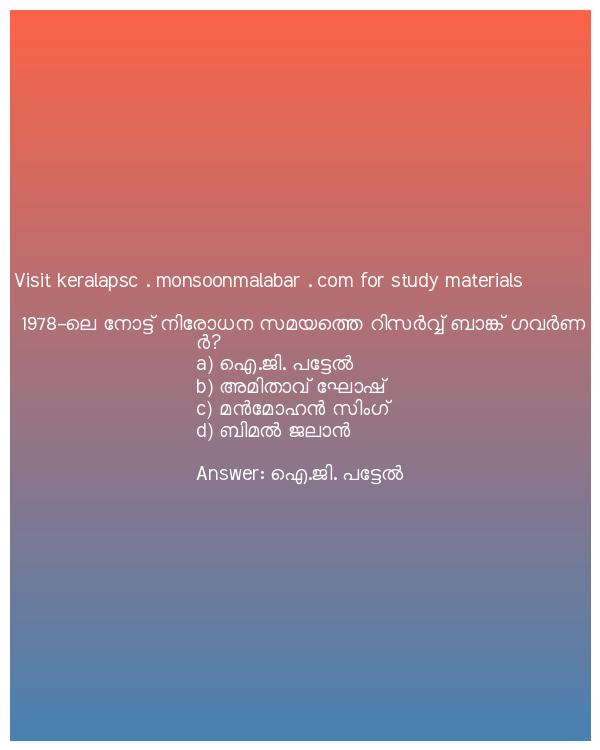 Visit keralapsc . monsoonmalabar . com for study materials
1978-ലെ നോട്ട് നിരോധന സമയത്തെ റിസർവ്വ് ബാങ്ക് ഗവർണ
ർ?
a) ഐ.ജി. പട്ടേൽ
b) അമിതാവ് ഘോഷ്
c) മൻമോഹൻ സിംഗ്
d) ബിമൽ ജലാൻ
Answer: ഐ.ജി. പട്ടേൽ